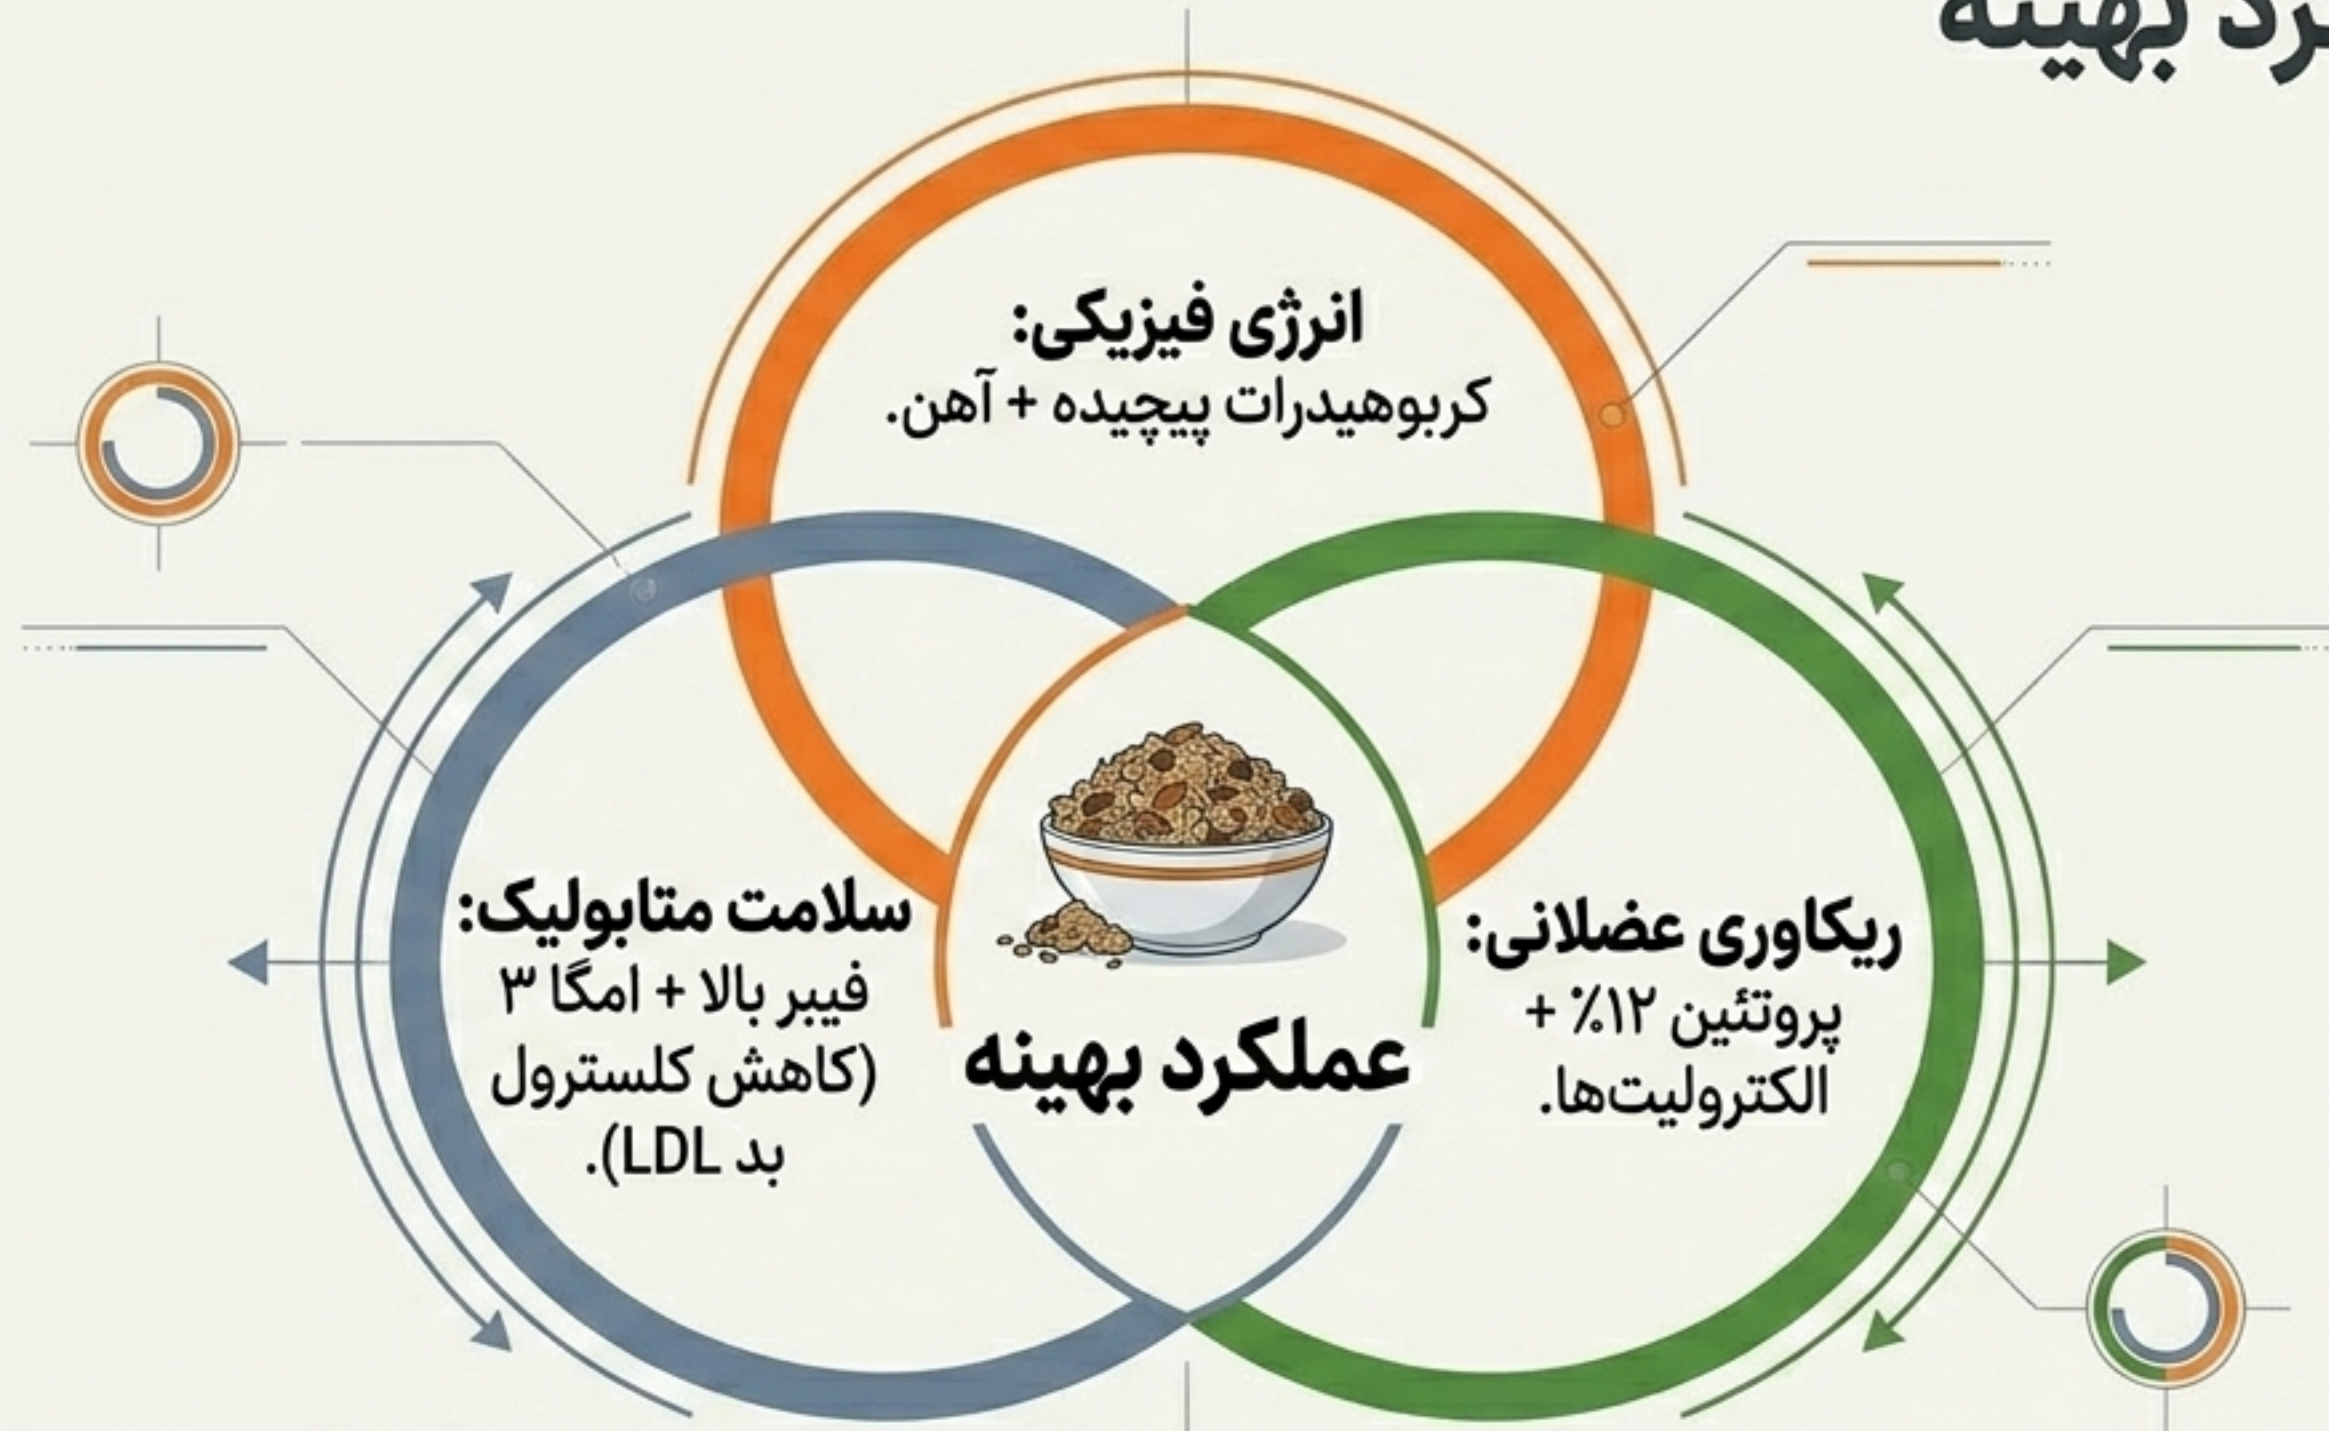 بهینه
انرژی فیزیکی:
کربوهیدرات پیچیده + آهن.
ریکاوری عضلانی:
پروتئین ۱۲٪ +
الکترولیت‌ها.
سلامت متابولیک:
فیبر بالا + امگا ۳
(کاهش کلسترول
بد LDL).
عملکرد بهینه